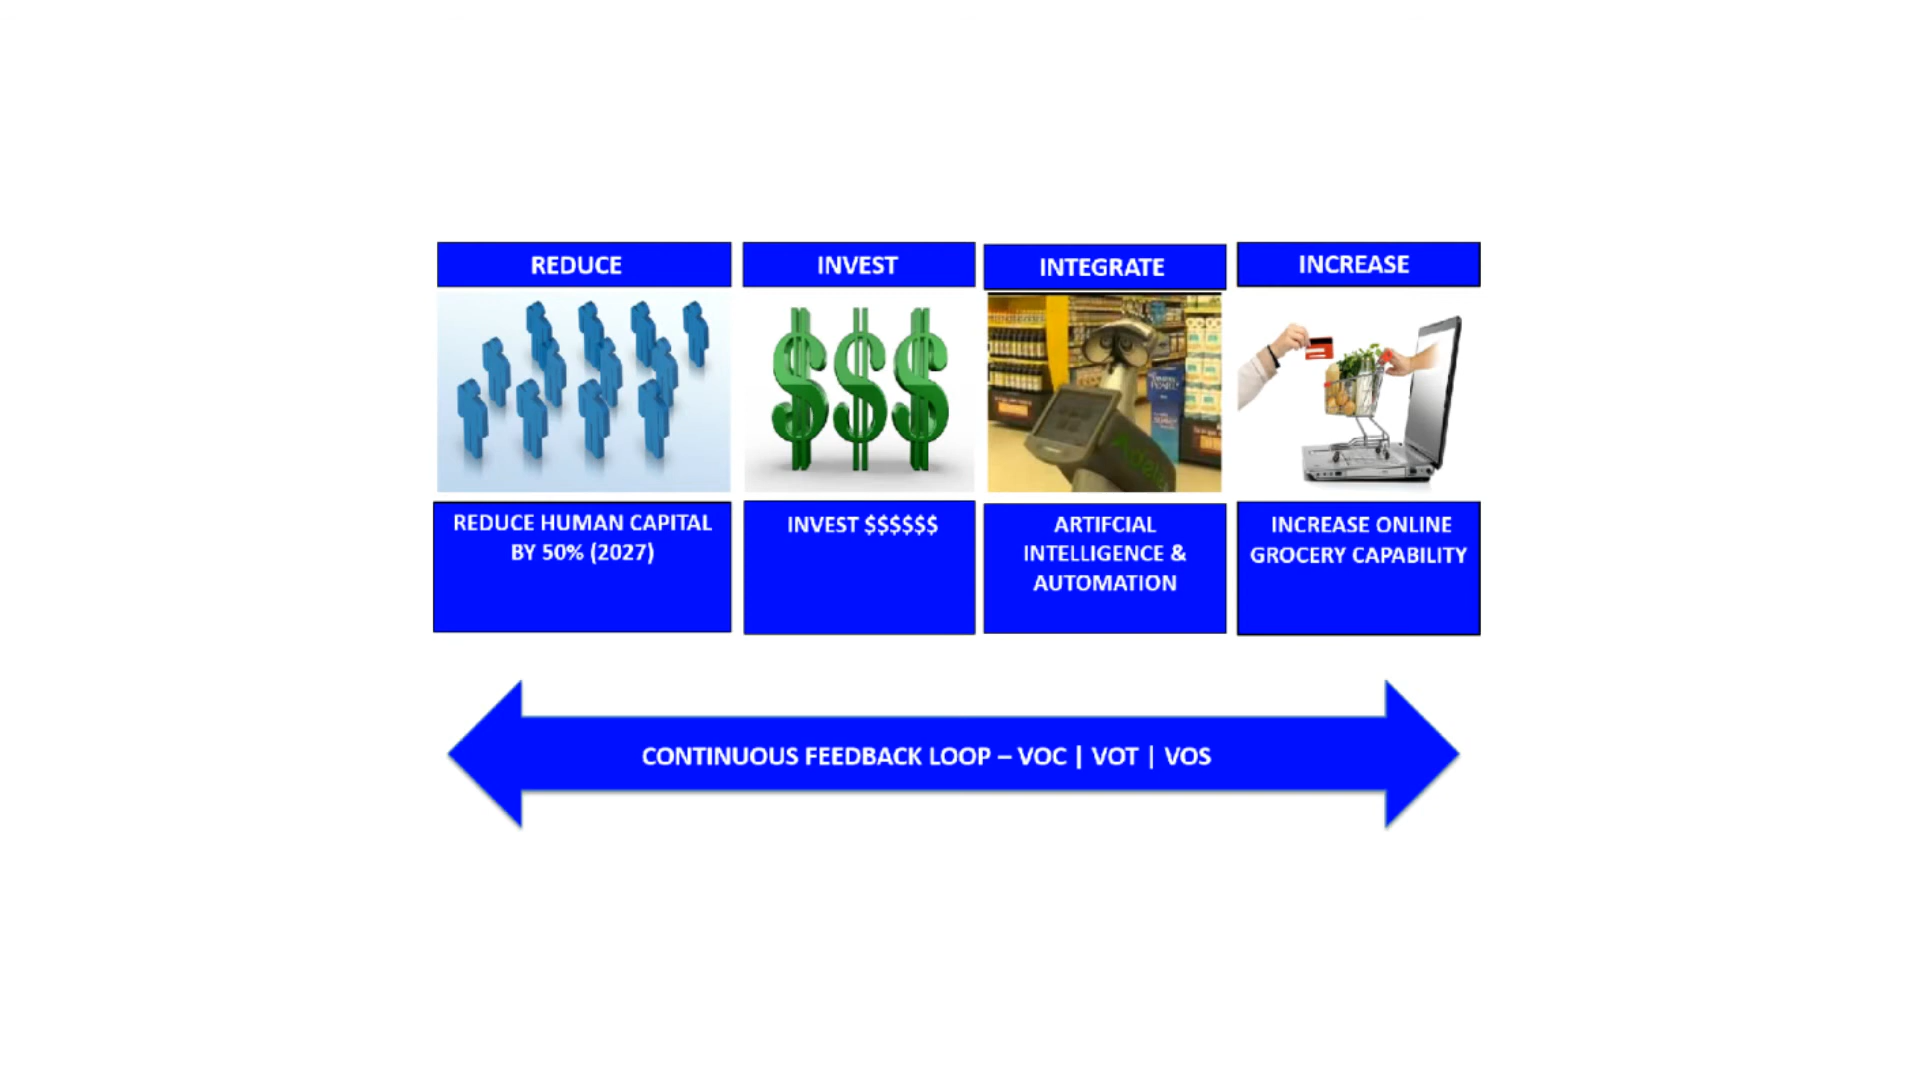 REDUCE
INVEST
INTEGRATE
INCREASE
REDUCE HUMAN CAPITAL
BY 50% (2027)
INVEST $$$$$$
ARTIFCIAL
INTELLIGENCE &
AUTOMATION
INCREASE ONLINE
GROCERY CAPABILITY
CONTINUOUS FEEDBACK LOOP – VOC | VOT | VOS